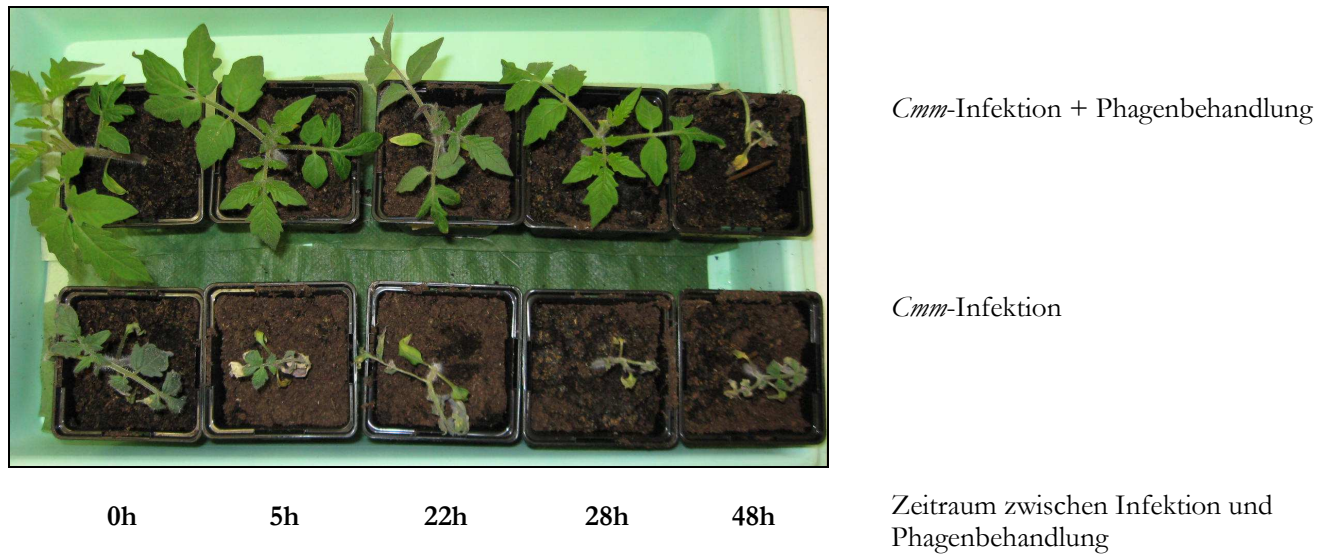 Cmm-Infektion + Phagenbehandlung
Cmm-Infektion
0h 5h 22h 28h 48h
Zeitraum zwischen Infektion und
Phagenbehandlung